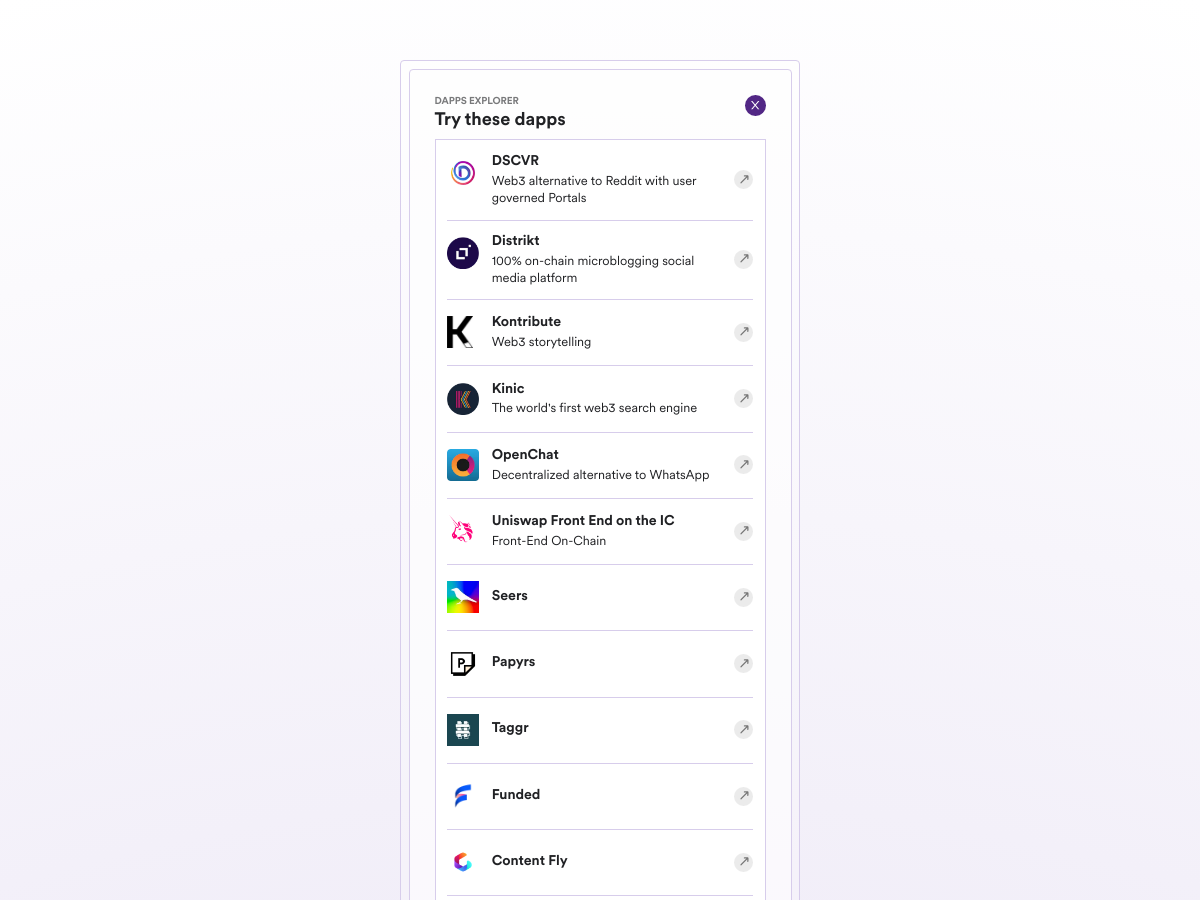 DAPPS EXPLORER
Try these dapps
X
DSCVR
Web3 alternative to Reddit with user
governed Portals
Distrikt
100% on-chain microblogging social
media platform
Kontribute
Web3 storytelling
Kinic
The world's first web3 search engine
OpenChat
Decentralized alternative to WhatsApp
Uniswap Front End on the IC
Front-End On-Chain
Seers
Papyrs
Taggr
Funded
Content Fly